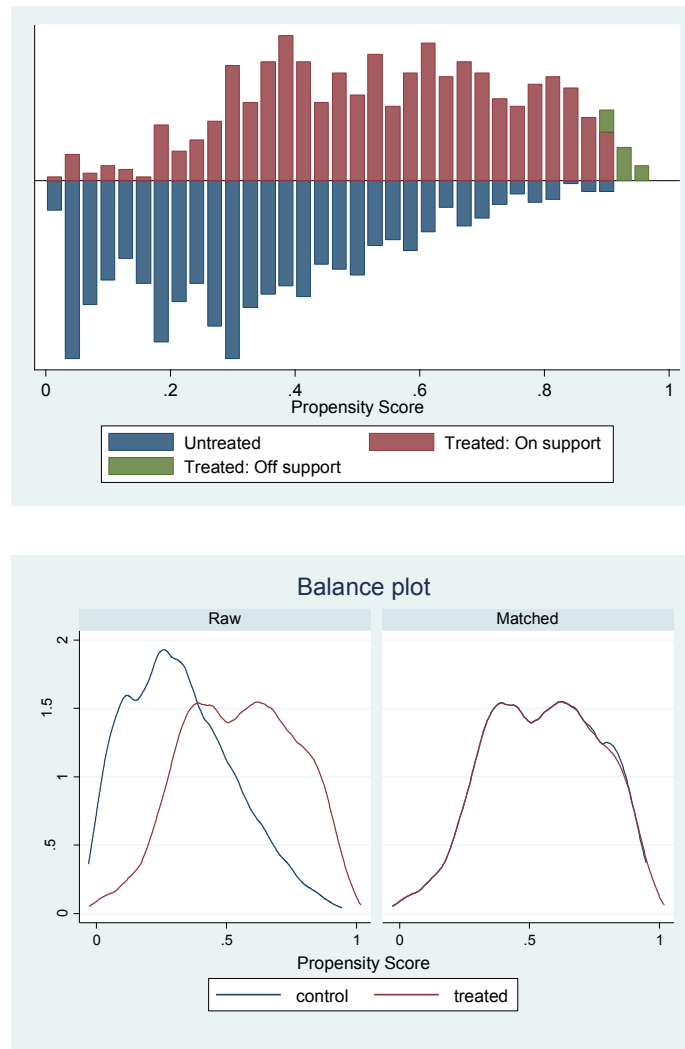 0 .2 .4 .6 .8 1
Propensity Score
Untreated Treated: On support
Treated: Off support
Balance plot
Raw Matched
2
1.5
1
.5
0
0 .5 1 0 .5 1
Propensity Score
control treated